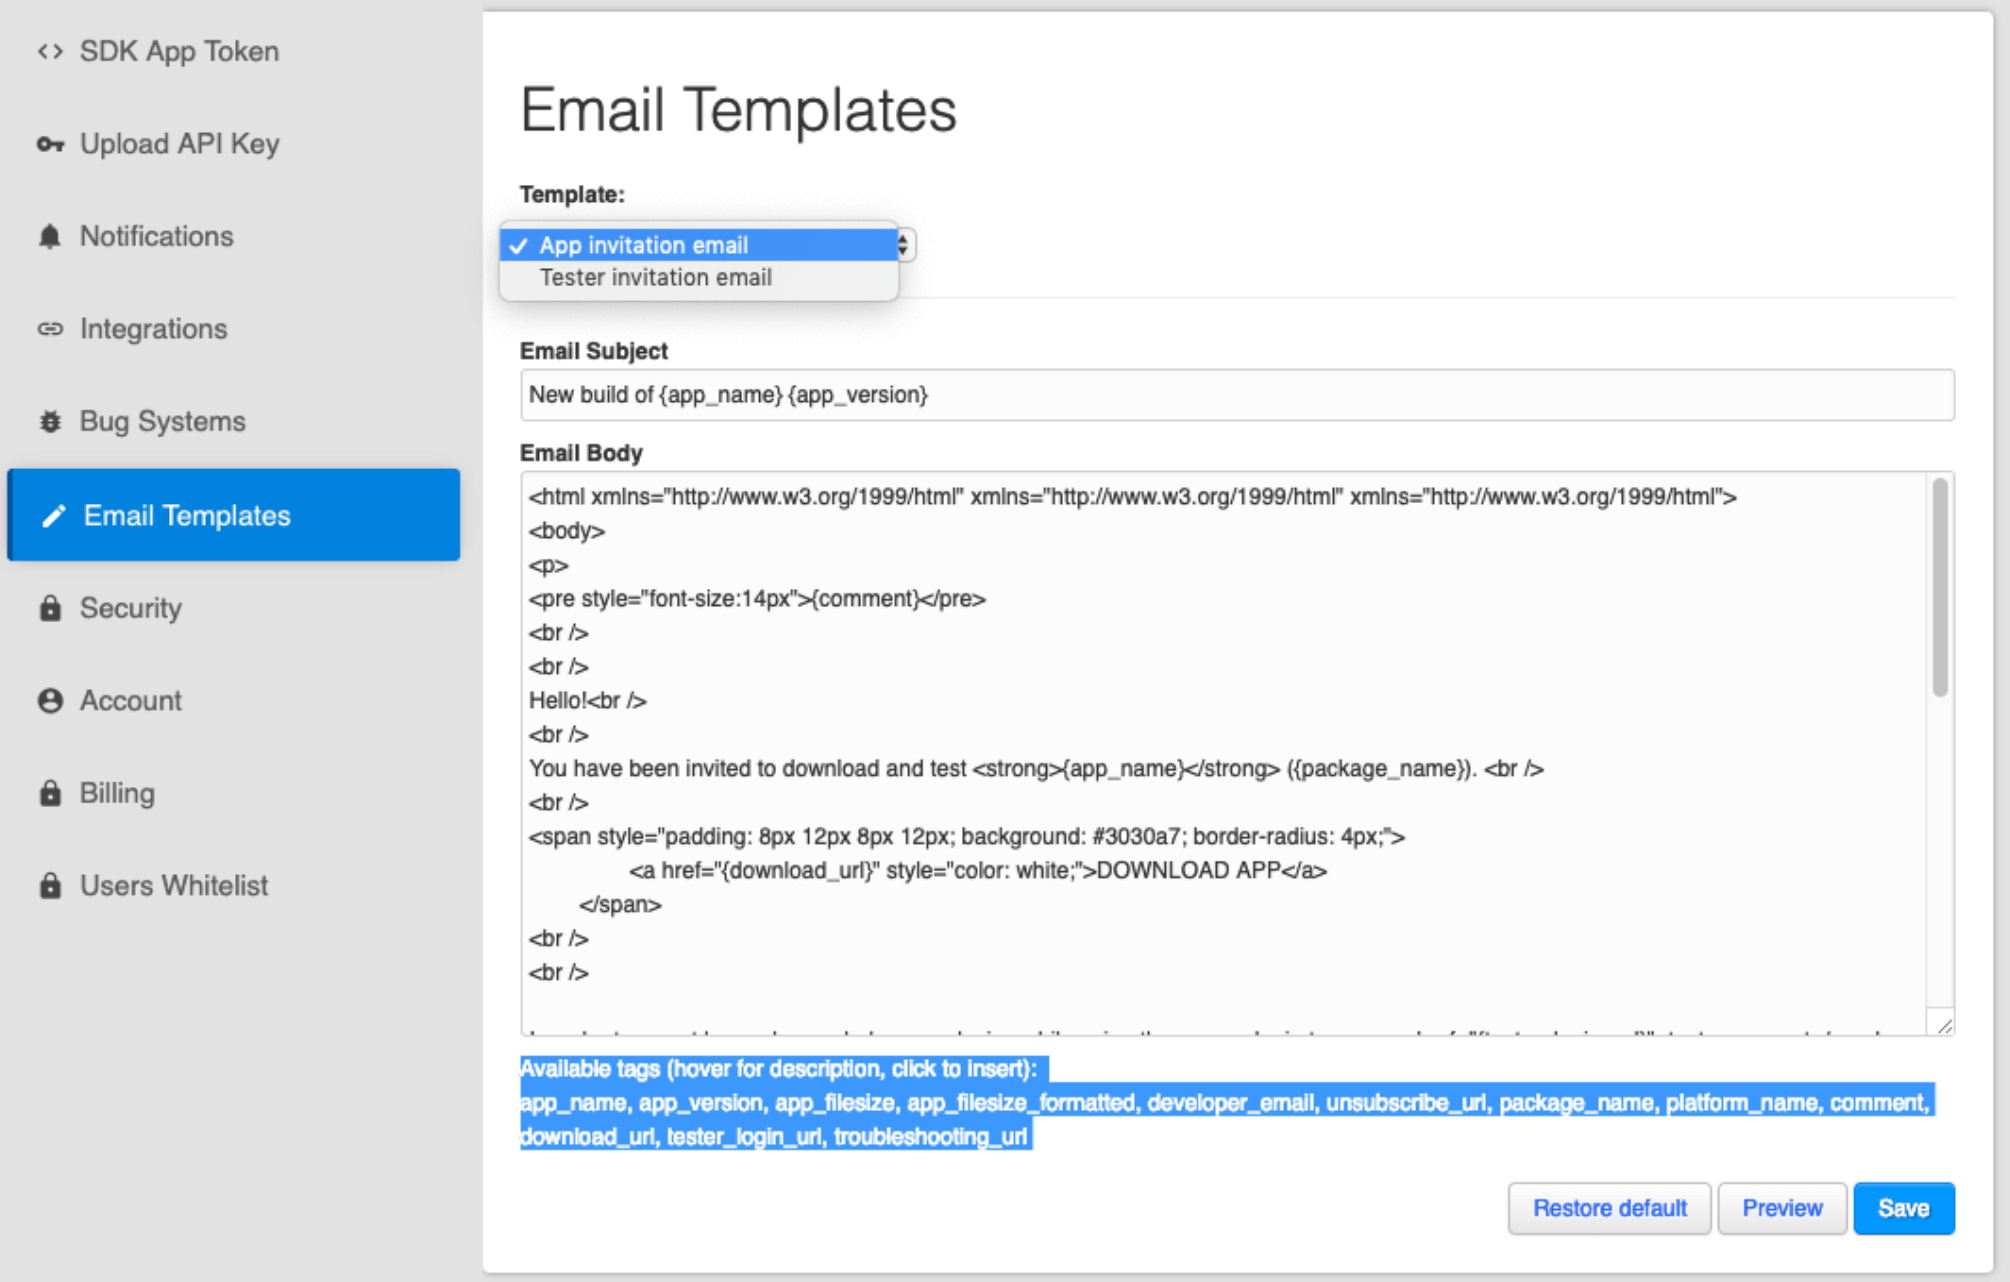 SDK App Token
Upload API Key
Notifications
Integrations
Bug Systems
Email Templates
Security
Account
Billing
Users Whitelist
Email Templates
Template:
App invitation email
Tester invitation email
Email Subject
New build of {app_name} {app_version}
Email Body
<html xmlns="http://www.w3.org/1999/html" xmlns="http://www.w3.org/1999/html" xmlns="http://www.w3.org/1999/html">
<body>
<p>
<pre style="font-size:14px">{comment}</pre>
<br />
<br />
Hello!<br />
<br />
You have been invited to download and test <strong>{app_name}</strong> ({package_name}). <br />
<br />
<span style="padding: 8px 12px 8px 12px; background: #3030a7; border-radius: 4px;">
<a href="{download_url}" style="color: white;">DOWNLOAD APP</a>
</span>
<br />
<br />
Available tags (hover for description, click to insert):
app_name, app_version, app_filesize, app_filesize_formatted, developer_email, unsubscribe_url, package_name, platform_name, comment,
download_url, tester_login_url, troubleshooting_url
Restore default
Preview
Save